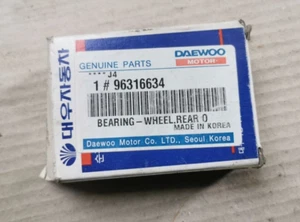 GENUINE PARTS
DAEWOO
MOTOR
**** J4
1 # 96316634
BEARING-WHEEL,REAR O
MADE IN KOREA
Daewoo Motor Co., Ltd., Seoul, Korea
대우자동차